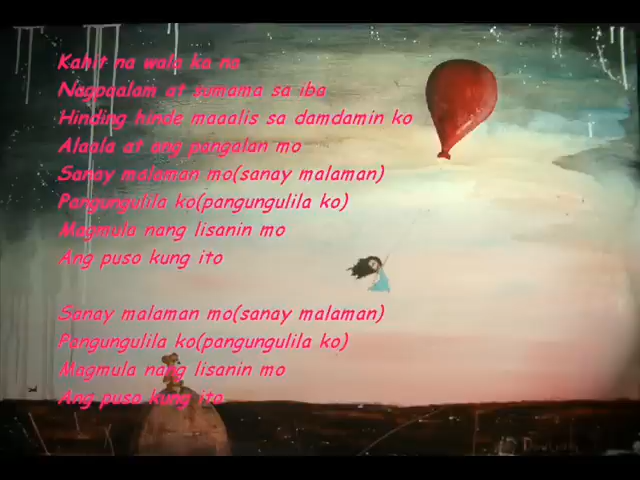 Kahit na wala ka na
Nagpaalam at sumama sa iba
Hinding hinde maaalis sa damdamin ko
Alaala at ang pangalan mo
Sanay malaman mo(sanay malaman)
Pangungulila ko(pangungulila ko)
Magmula nang lisanin mo
Ang puso kung ito
Sanay malaman mo(sanay malaman)
Pangungulila ko(pangungulila ko)
Magmula nang lisanin mo
Ang puso kung ito